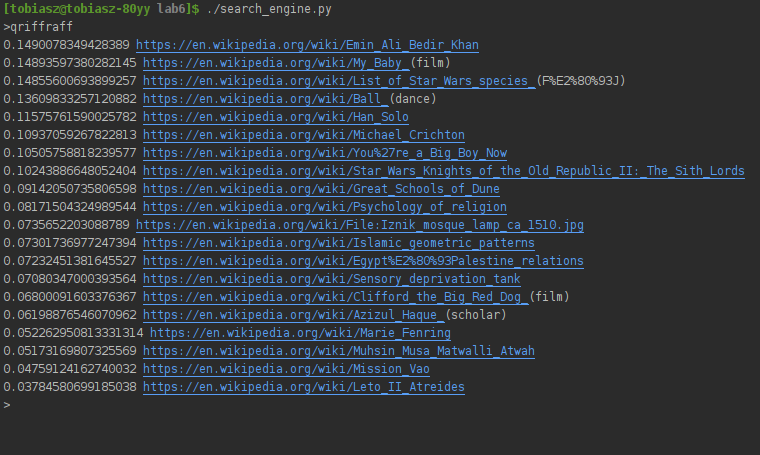 [tobiasz@tobiasz-80yy lab6]$ ./search_engine.py
>qriffraff
0.1490078349428389 https://en.wikipedia.org/wiki/Emin_Ali_Bedir_Khan
0.14893597380282145 https://en.wikipedia.org/wiki/My_Baby_(film)
0.14855600693899257 https://en.wikipedia.org/wiki/List_of_Star_Wars_species_(F%E2%80%93J)
0.13609833257120882 https://en.wikipedia.org/wiki/Ball_(dance)
0.11575761590025782 https://en.wikipedia.org/wiki/Han_Solo
0.10937059267822813 https://en.wikipedia.org/wiki/Michael_Crichton
0.10505758818239577 https://en.wikipedia.org/wiki/You%27re_a_Big_Boy_Now
0.10243886648052404 https://en.wikipedia.org/wiki/Star_Wars_Knights_of_the_Old_Republic_II:_The_Sith_Lords
0.09142050735806598 https://en.wikipedia.org/wiki/Great_Schools_of_Dune
0.08171504324989544 https://en.wikipedia.org/wiki/Psychology_of_religion
0.0735652203088789 https://en.wikipedia.org/wiki/File:Iznik_mosque_lamp_ca_1510.jpg
0.07301736977247394 https://en.wikipedia.org/wiki/Islamic_geometric_patterns
0.07232451381645527 https://en.wikipedia.org/wiki/Egypt%E2%80%93Palestine_relations
0.07080347000393564 https://en.wikipedia.org/wiki/Sensory_deprivation_tank
0.06800091603376367 https://en.wikipedia.org/wiki/Clifford_the_Big_Red_Dog_(film)
0.06198876546070962 https://en.wikipedia.org/wiki/Azizul_Haque_(scholar)
0.052262950813331314 https://en.wikipedia.org/wiki/Marie_Fenring
0.05173169807325569 https://en.wikipedia.org/wiki/Muhsin_Musa_Matwalli_Atwah
0.04759124162740032 https://en.wikipedia.org/wiki/Mission_Vao
0.03784580699185038 https://en.wikipedia.org/wiki/Leto_II_Atreides
>